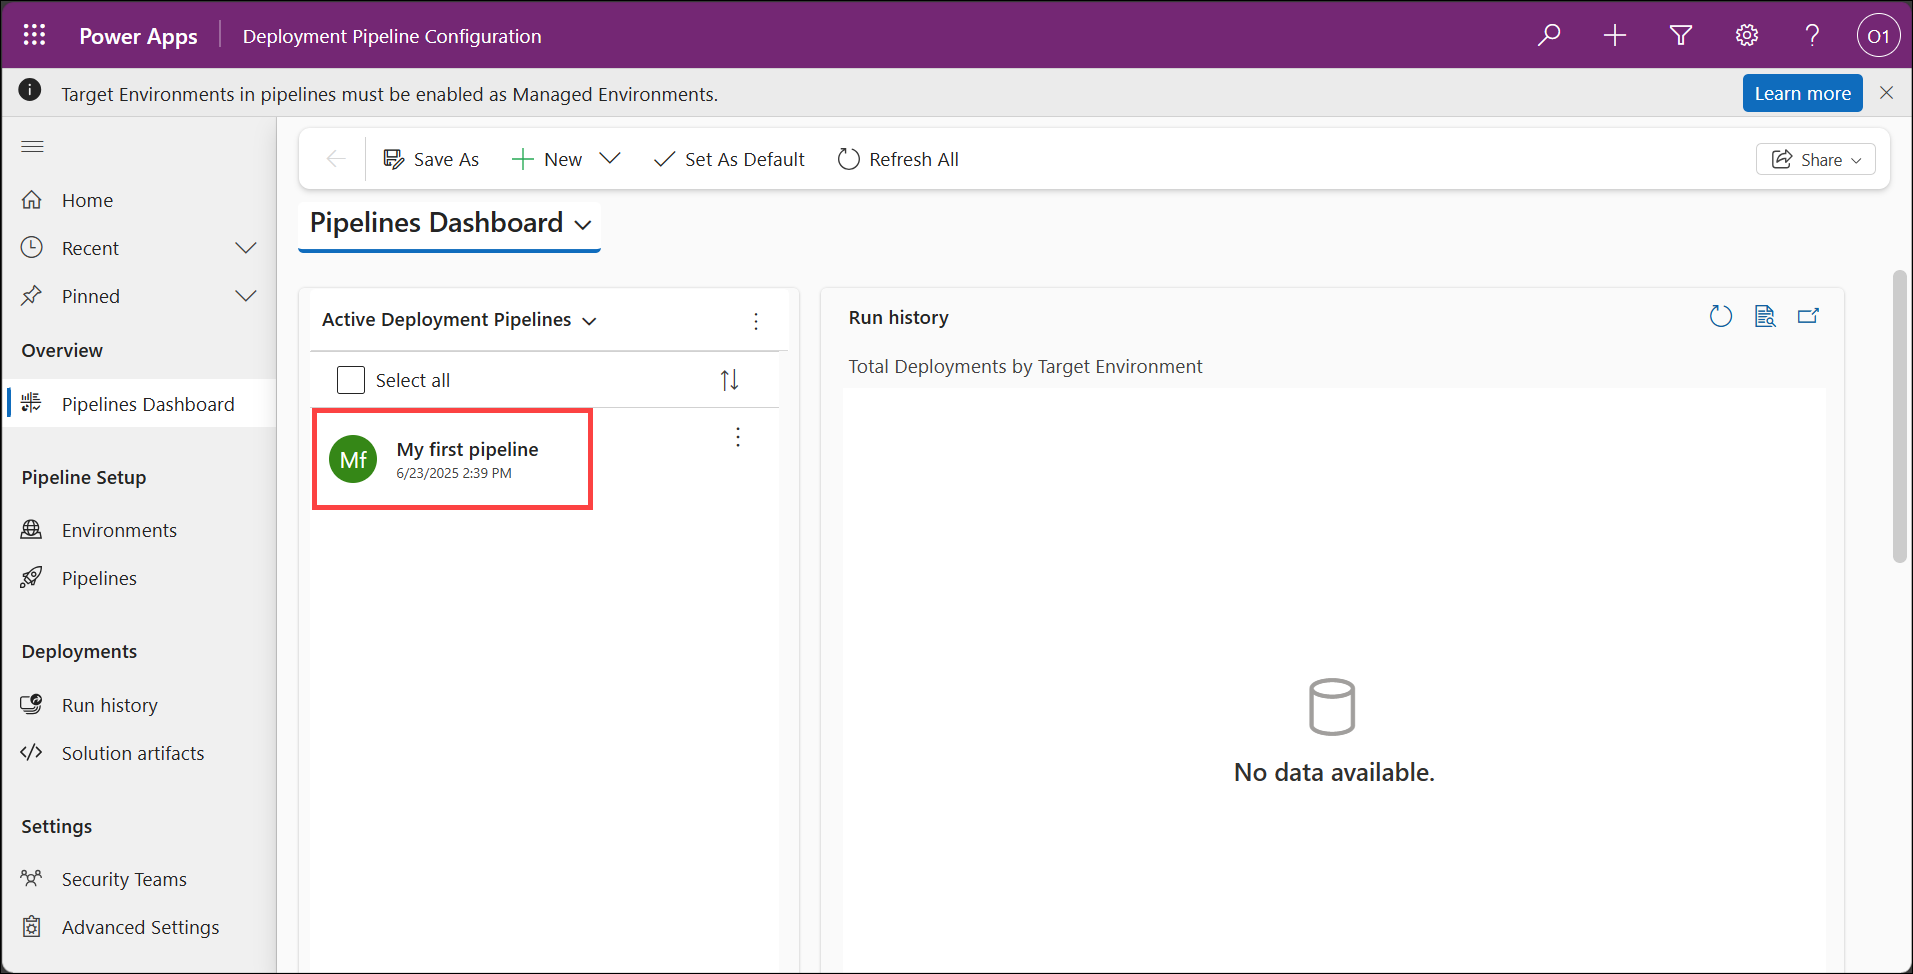 Power Apps
Deployment Pipeline Configuration
O1
Target Environments in pipelines must be enabled as Managed Environments.
Learn more
Save As
New
Set As Default
Refresh All
Share
Home
Recent
Pinned
Overview
Pipelines Dashboard
Pipeline Setup
Environments
Pipelines
Deployments
Run history
Solution artifacts
Settings
Security Teams
Advanced Settings
Pipelines Dashboard
Active Deployment Pipelines
Select all
Mf
My first pipeline
6/23/2025 2:39 PM
Run history
Total Deployments by Target Environment
No data available.